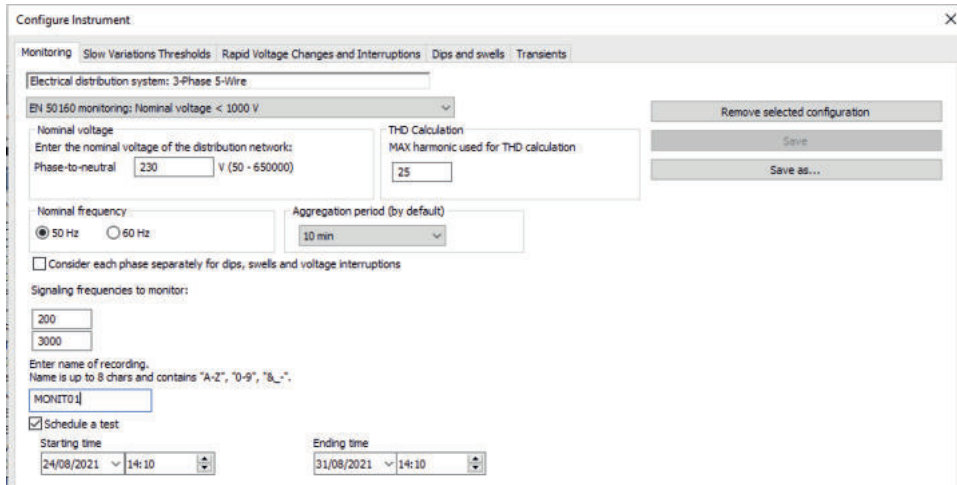 Configure Instrument
Monitoring Slow Variations Thresholds Rapid Voltage Changes and Interruptions Dips and swells Transients
Electrical distribution system: 3-Phase 5-Wire
EN 50160 monitoring: Nominal voltage < 1000 V
Remove selected configuration
Save
Save as...
Nominal voltage
Enter the nominal voltage of the distribution network:
Phase-to-neutral 230 V (50 - 650000)
THD Calculation
MAX harmonic used for THD calculation
25
Nominal frequency
50 Hz 60 Hz
Aggregation period (by default)
10 min
Consider each phase separately for dips, swells and voltage interruptions
Signaling frequencies to monitor:
200
3000
Enter name of recording.
Name is up to 8 chars and contains "A-Z", "0-9", "&_-".
MONIT01
Schedule a test
Starting time
24/08/2021 14:10
Ending time
31/08/2021 14:10